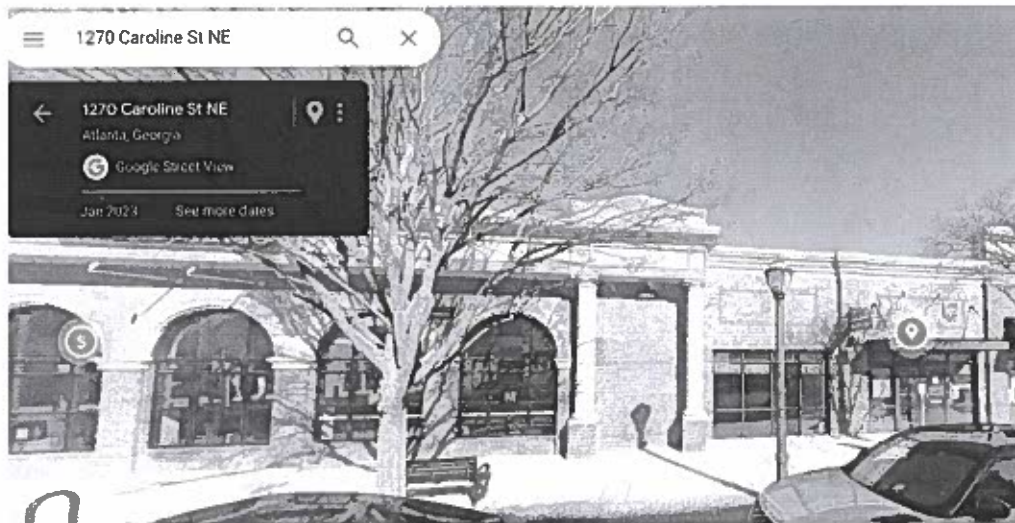 1270 Caroline St NE
1270 Caroline St NE
Atlanta, Georgia
Google Street View
Jan 2023 See more dates